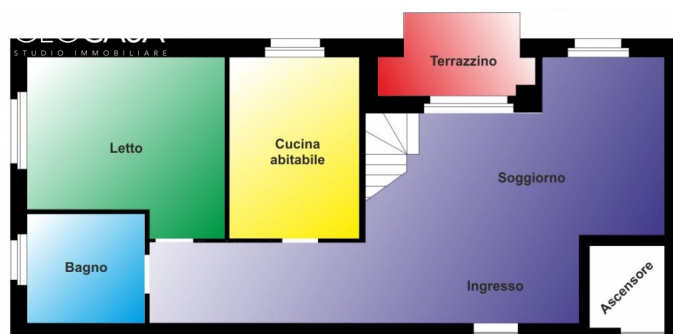 STUDIO IMMOBILIARE
Terrazzino
Letto
Cucina
abitabile
Soggiorno
Bagno
Ingresso
Ascensore